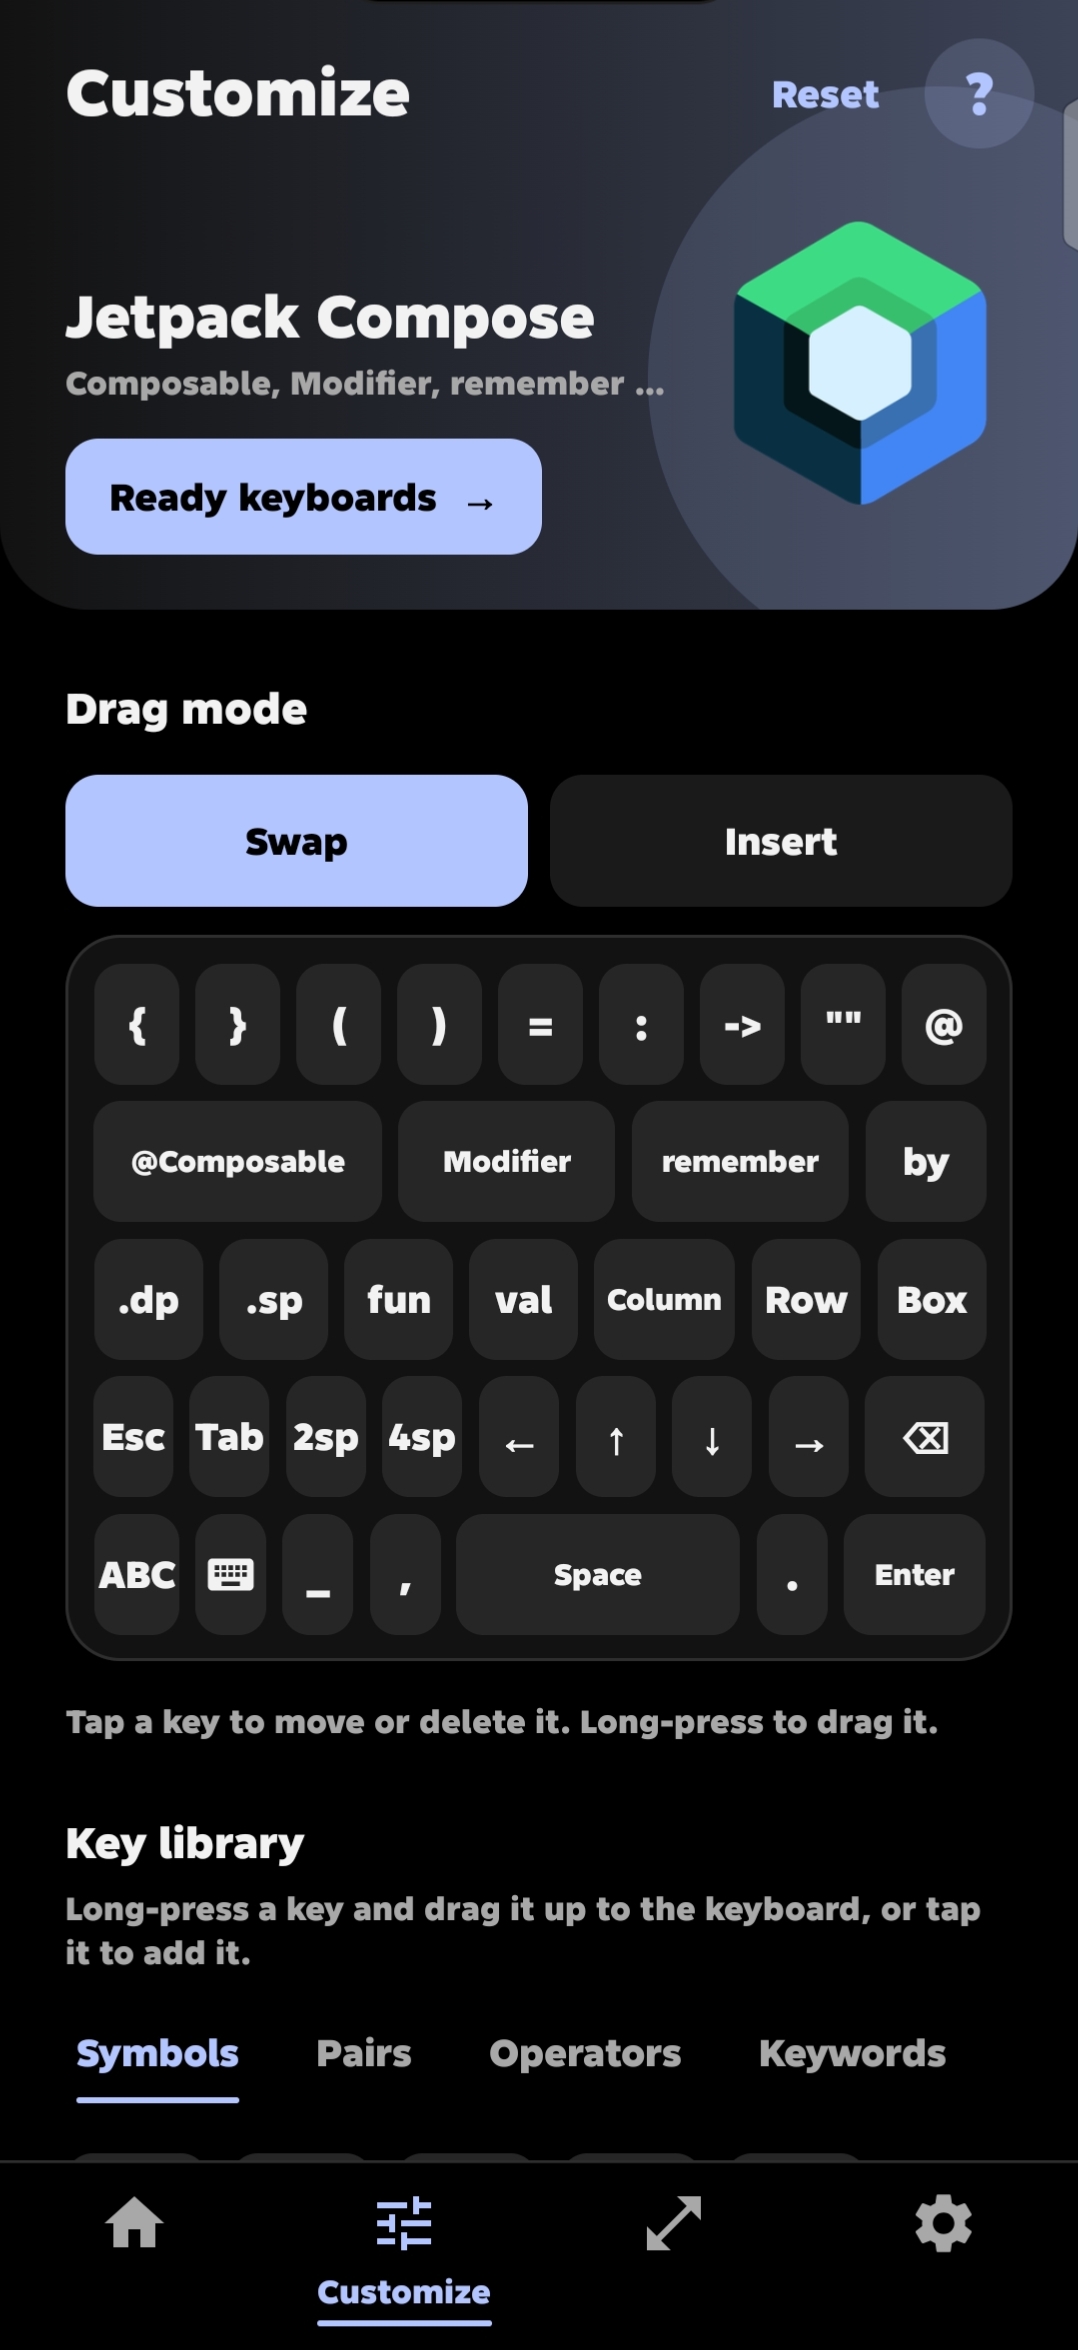 Customize
Reset
?
Jetpack Compose
Composable, Modifier, remember ...
Ready keyboards →
Drag mode
Swap
Insert
{ } ( ) = : -> "" @
@Composable Modifier remember by
.dp .sp fun val Column Row Box
Esc Tab 2sp 4sp ← ↑ ↓ → ⌫
ABC _ , Space . Enter
Tap a key to move or delete it. Long-press to drag it.
Key library
Long-press a key and drag it up to the keyboard, or tap
it to add it.
Symbols Pairs Operators Keywords
Customize